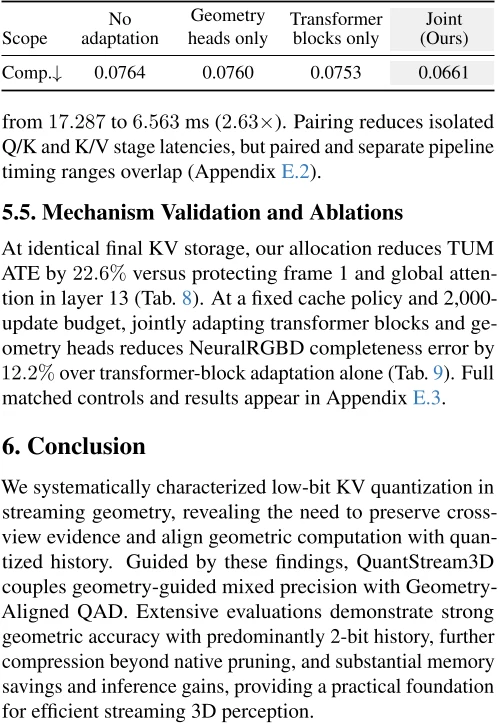 Scope No adaptation Geometry heads only Transformer blocks only Joint (Ours)
Comp.↓ 0.0764 0.0760 0.0753 0.0661
from 17.287 to 6.563 ms (2.63×). Pairing reduces isolated
Q/K and K/V stage latencies, but paired and separate pipeline
timing ranges overlap (Appendix E.2).
5.5. Mechanism Validation and Ablations
At identical final KV storage, our allocation reduces TUM
ATE by 22.6% versus protecting frame 1 and global atten-
tion in layer 13 (Tab. 8). At a fixed cache policy and 2,000-
update budget, jointly adapting transformer blocks and ge-
ometry heads reduces NeuralRGBD completeness error by
12.2% over transformer-block adaptation alone (Tab. 9). Full
matched controls and results appear in Appendix E.3.
6. Conclusion
We systematically characterized low-bit KV quantization in
streaming geometry, revealing the need to preserve cross-
view evidence and align geometric computation with quan-
tized history. Guided by these findings, QuantStream3D
couples geometry-guided mixed precision with Geometry-
Aligned QAD. Extensive evaluations demonstrate strong
geometric accuracy with predominantly 2-bit history, further
compression beyond native pruning, and substantial memory
savings and inference gains, providing a practical foundation
for efficient streaming 3D perception.